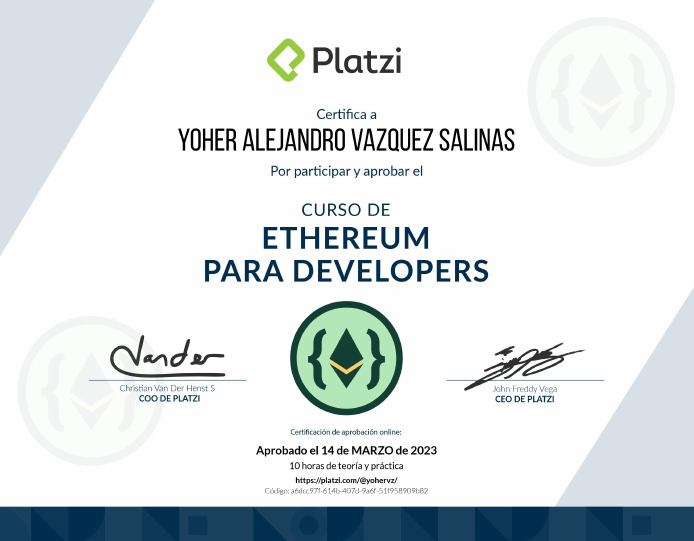 Platzi
Certifica a
YOHER ALEJANDRO VAZQUEZ SALINAS
Por participar y aprobar el
CURSO DE
ETHEREUM
PARA DEVELOPERS
Vander
Christian Van Der Henst S
COO DE PLATZI
John Freddy Vega
CEO DE PLATZI
Certificación de aprobación online:
Aprobado el 14 de MARZO de 2023
10 horas de teoría y práctica
https://platzi.com/@yohervz/
Código: a6dcc97f-614b-407d-9a6f-51f958909b82